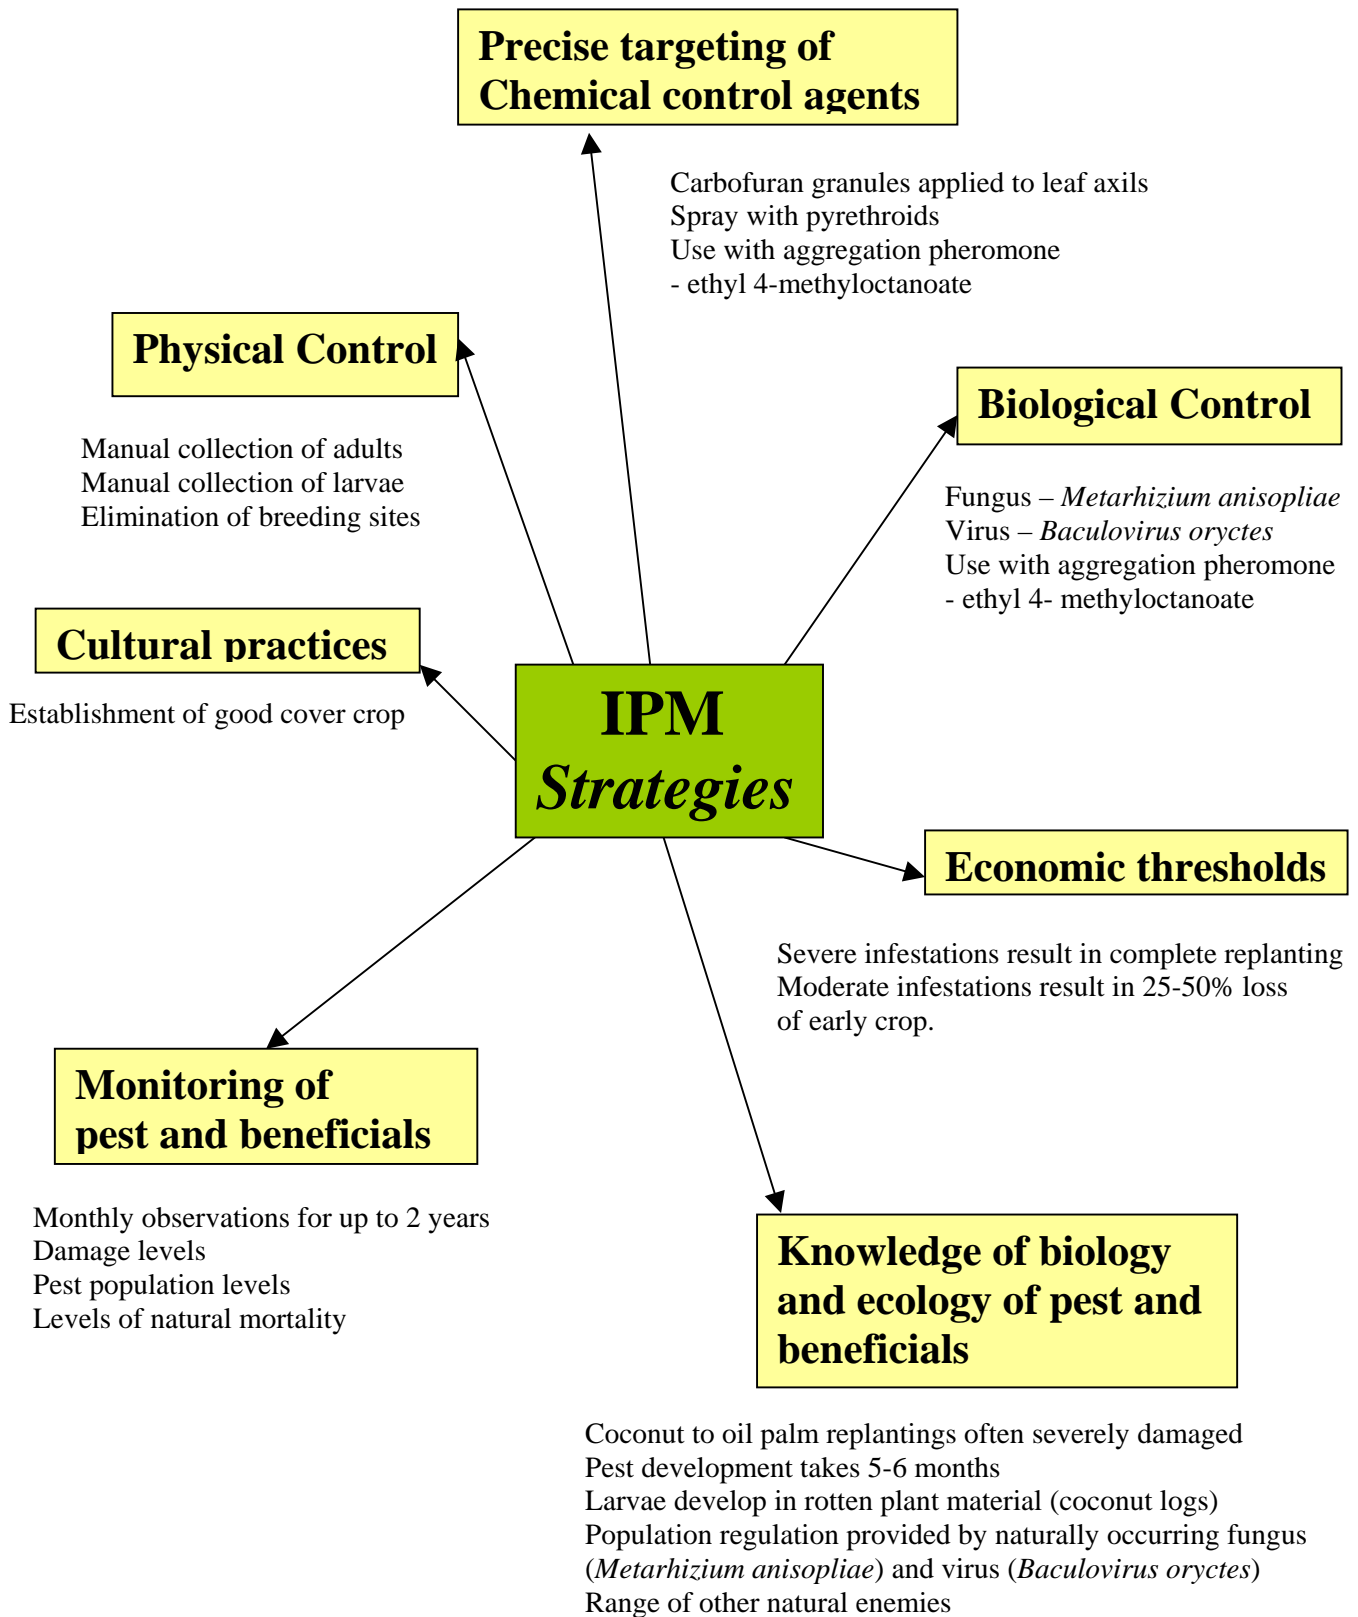 Precise targeting of
Chemical control agents
Carbofuran granules applied to leaf axils
Spray with pyrethroids
Use with aggregation pheromone
- ethyl 4-methyloctanoate
Physical Control
Manual collection of adults
Manual collection of larvae
Elimination of breeding sites
Biological Control
Fungus – Metarhizium anisopliae
Virus – Baculovirus oryctes
Use with aggregation pheromone
- ethyl 4- methyloctanoate
Cultural practices
Establishment of good cover crop
IPM
Strategies
Economic thresholds
Severe infestations result in complete replanting
Moderate infestations result in 25-50% loss
of early crop.
Monitoring of
pest and beneficials
Monthly observations for up to 2 years
Damage levels
Pest population levels
Levels of natural mortality
Knowledge of biology
and ecology of pest and
beneficials
Coconut to oil palm replantings often severely damaged
Pest development takes 5-6 months
Larvae develop in rotten plant material (coconut logs)
Population regulation provided by naturally occurring fungus
(Metarhizium anisopliae) and virus (Baculovirus oryctes)
Range of other natural enemies